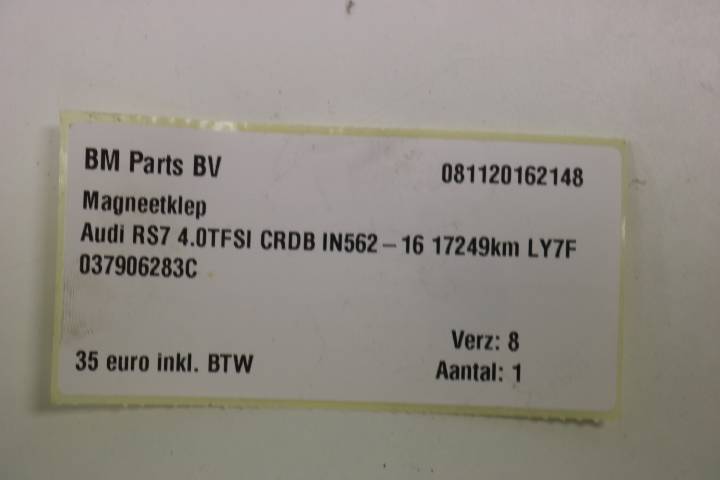 BM Parts BV 081120162148
Magneetklep
Audi RS7 4.0TFSI CRDB IN562-16 17249km LY7F
037906283C
Verz: 8
35 euro inkl. BTW Aantal: 1